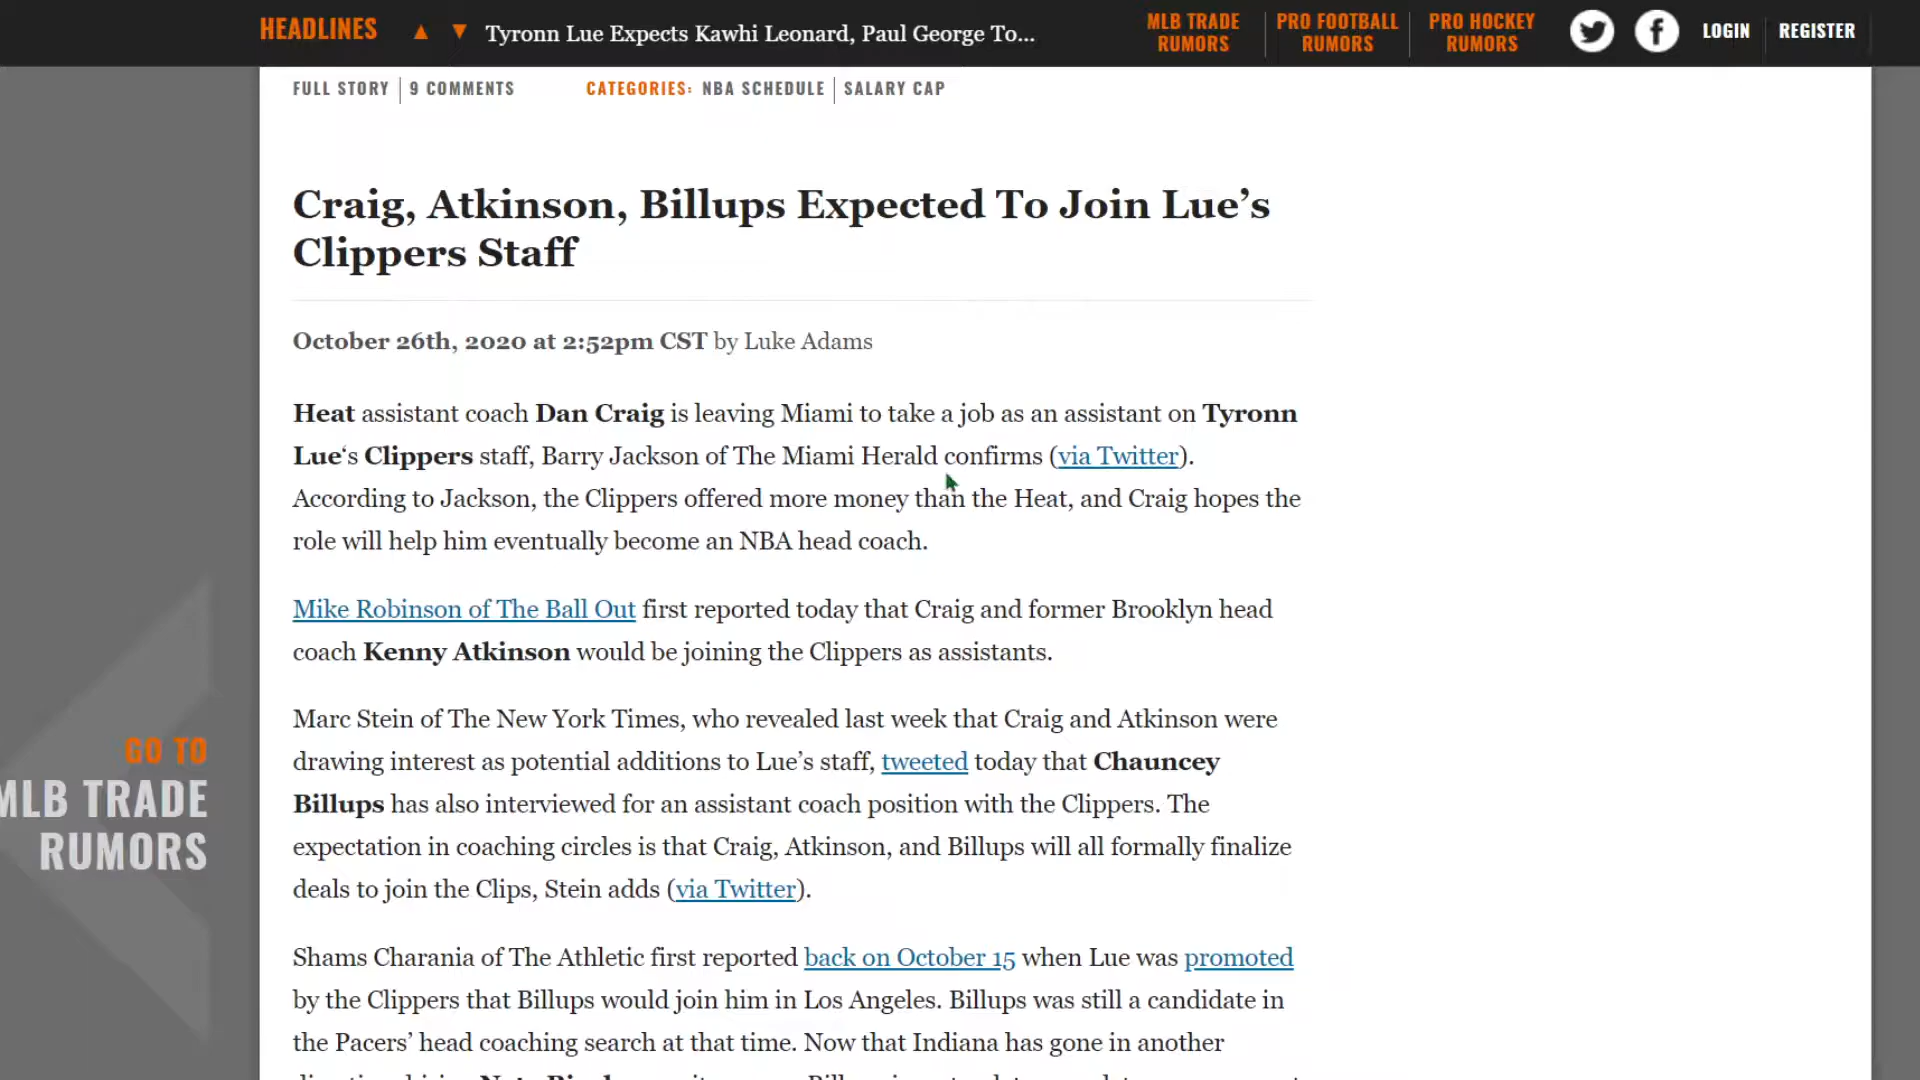 HEADLINES ▲ ▼ Tyronn Lue Expects Kawhi Leonard, Paul George To...
MLB TRADE RUMORS
PRO FOOTBALL RUMORS
PRO HOCKEY RUMORS
LOGIN REGISTER
FULL STORY 9 COMMENTS CATEGORIES: NBA SCHEDULE SALARY CAP
Craig, Atkinson, Billups Expected To Join Lue’s
Clippers Staff
October 26th, 2020 at 2:52pm CST by Luke Adams
Heat assistant coach Dan Craig is leaving Miami to take a job as an assistant on Tyronn
Lue‘s Clippers staff, Barry Jackson of The Miami Herald confirms (via Twitter).
According to Jackson, the Clippers offered more money than the Heat, and Craig hopes the
role will help him eventually become an NBA head coach.
Mike Robinson of The Ball Out first reported today that Craig and former Brooklyn head
coach Kenny Atkinson would be joining the Clippers as assistants.
Marc Stein of The New York Times, who revealed last week that Craig and Atkinson were
drawing interest as potential additions to Lue’s staff, tweeted today that Chauncey
Billups has also interviewed for an assistant coach position with the Clippers. The
expectation in coaching circles is that Craig, Atkinson, and Billups will all formally finalize
deals to join the Clips, Stein adds (via Twitter).
Shams Charania of The Athletic first reported back on October 15 when Lue was promoted
by the Clippers that Billups would join him in Los Angeles. Billups was still a candidate in
the Pacers’ head coaching search at that time. Now that Indiana has gone in another
GO TO
MLB TRADE
RUMORS